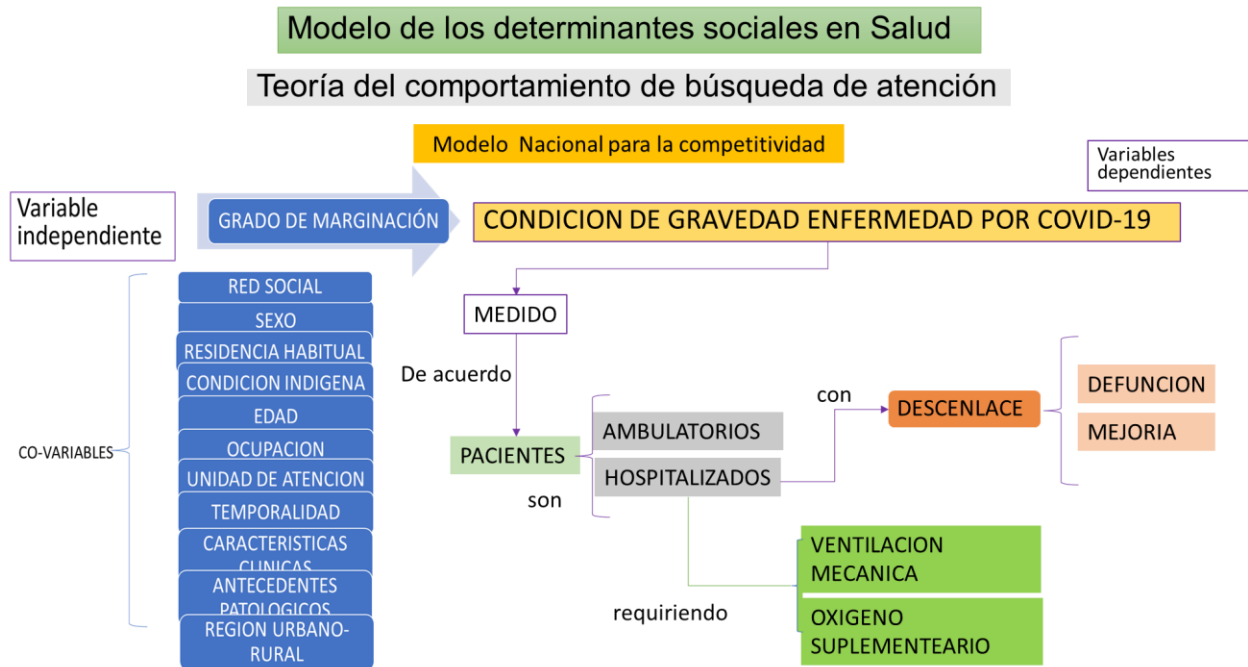 Modelo de los determinantes sociales en Salud
Teoría del comportamiento de búsqueda de atención
Modelo Nacional para la competitividad
Variables
dependientes
Variable
independiente
GRADO DE MARGINACIÓN
CONDICION DE GRAVEDAD ENFERMEDAD POR COVID-19
CO-VARIABLES
RED SOCIAL
SEXO
RESIDENCIA HABITUAL
CONDICION INDIGENA
EDAD
OCUPACION
UNIDAD DE ATENCION
TEMPORALIDAD
CARACTERISTICAS
CLINICAS
ANTECEDENTES
PATOLOGICOS
REGION URBANO-
RURAL
MEDIDO
De acuerdo
PACIENTES
son
AMBULATORIOS
HOSPITALIZADOS
con
DESCENLACE
DEFUNCION
MEJORIA
requiriendo
VENTILACION
MECANICA
OXIGENO
SUPLEMENTEARIO